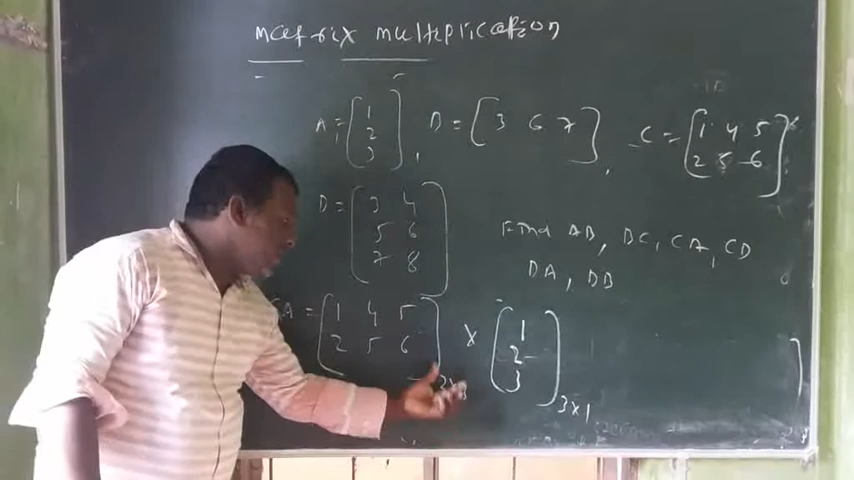 matrix multiplication
A = [1 2 3], B = [3 6 7], C = [1 4 5 2 5 6]
D = [3 4 5 6 7 8] Find AB, BC, CA, CD
DA, DB
CA = [1 4 5 2 5 6] 2x3 x [1 2 3] 3x1